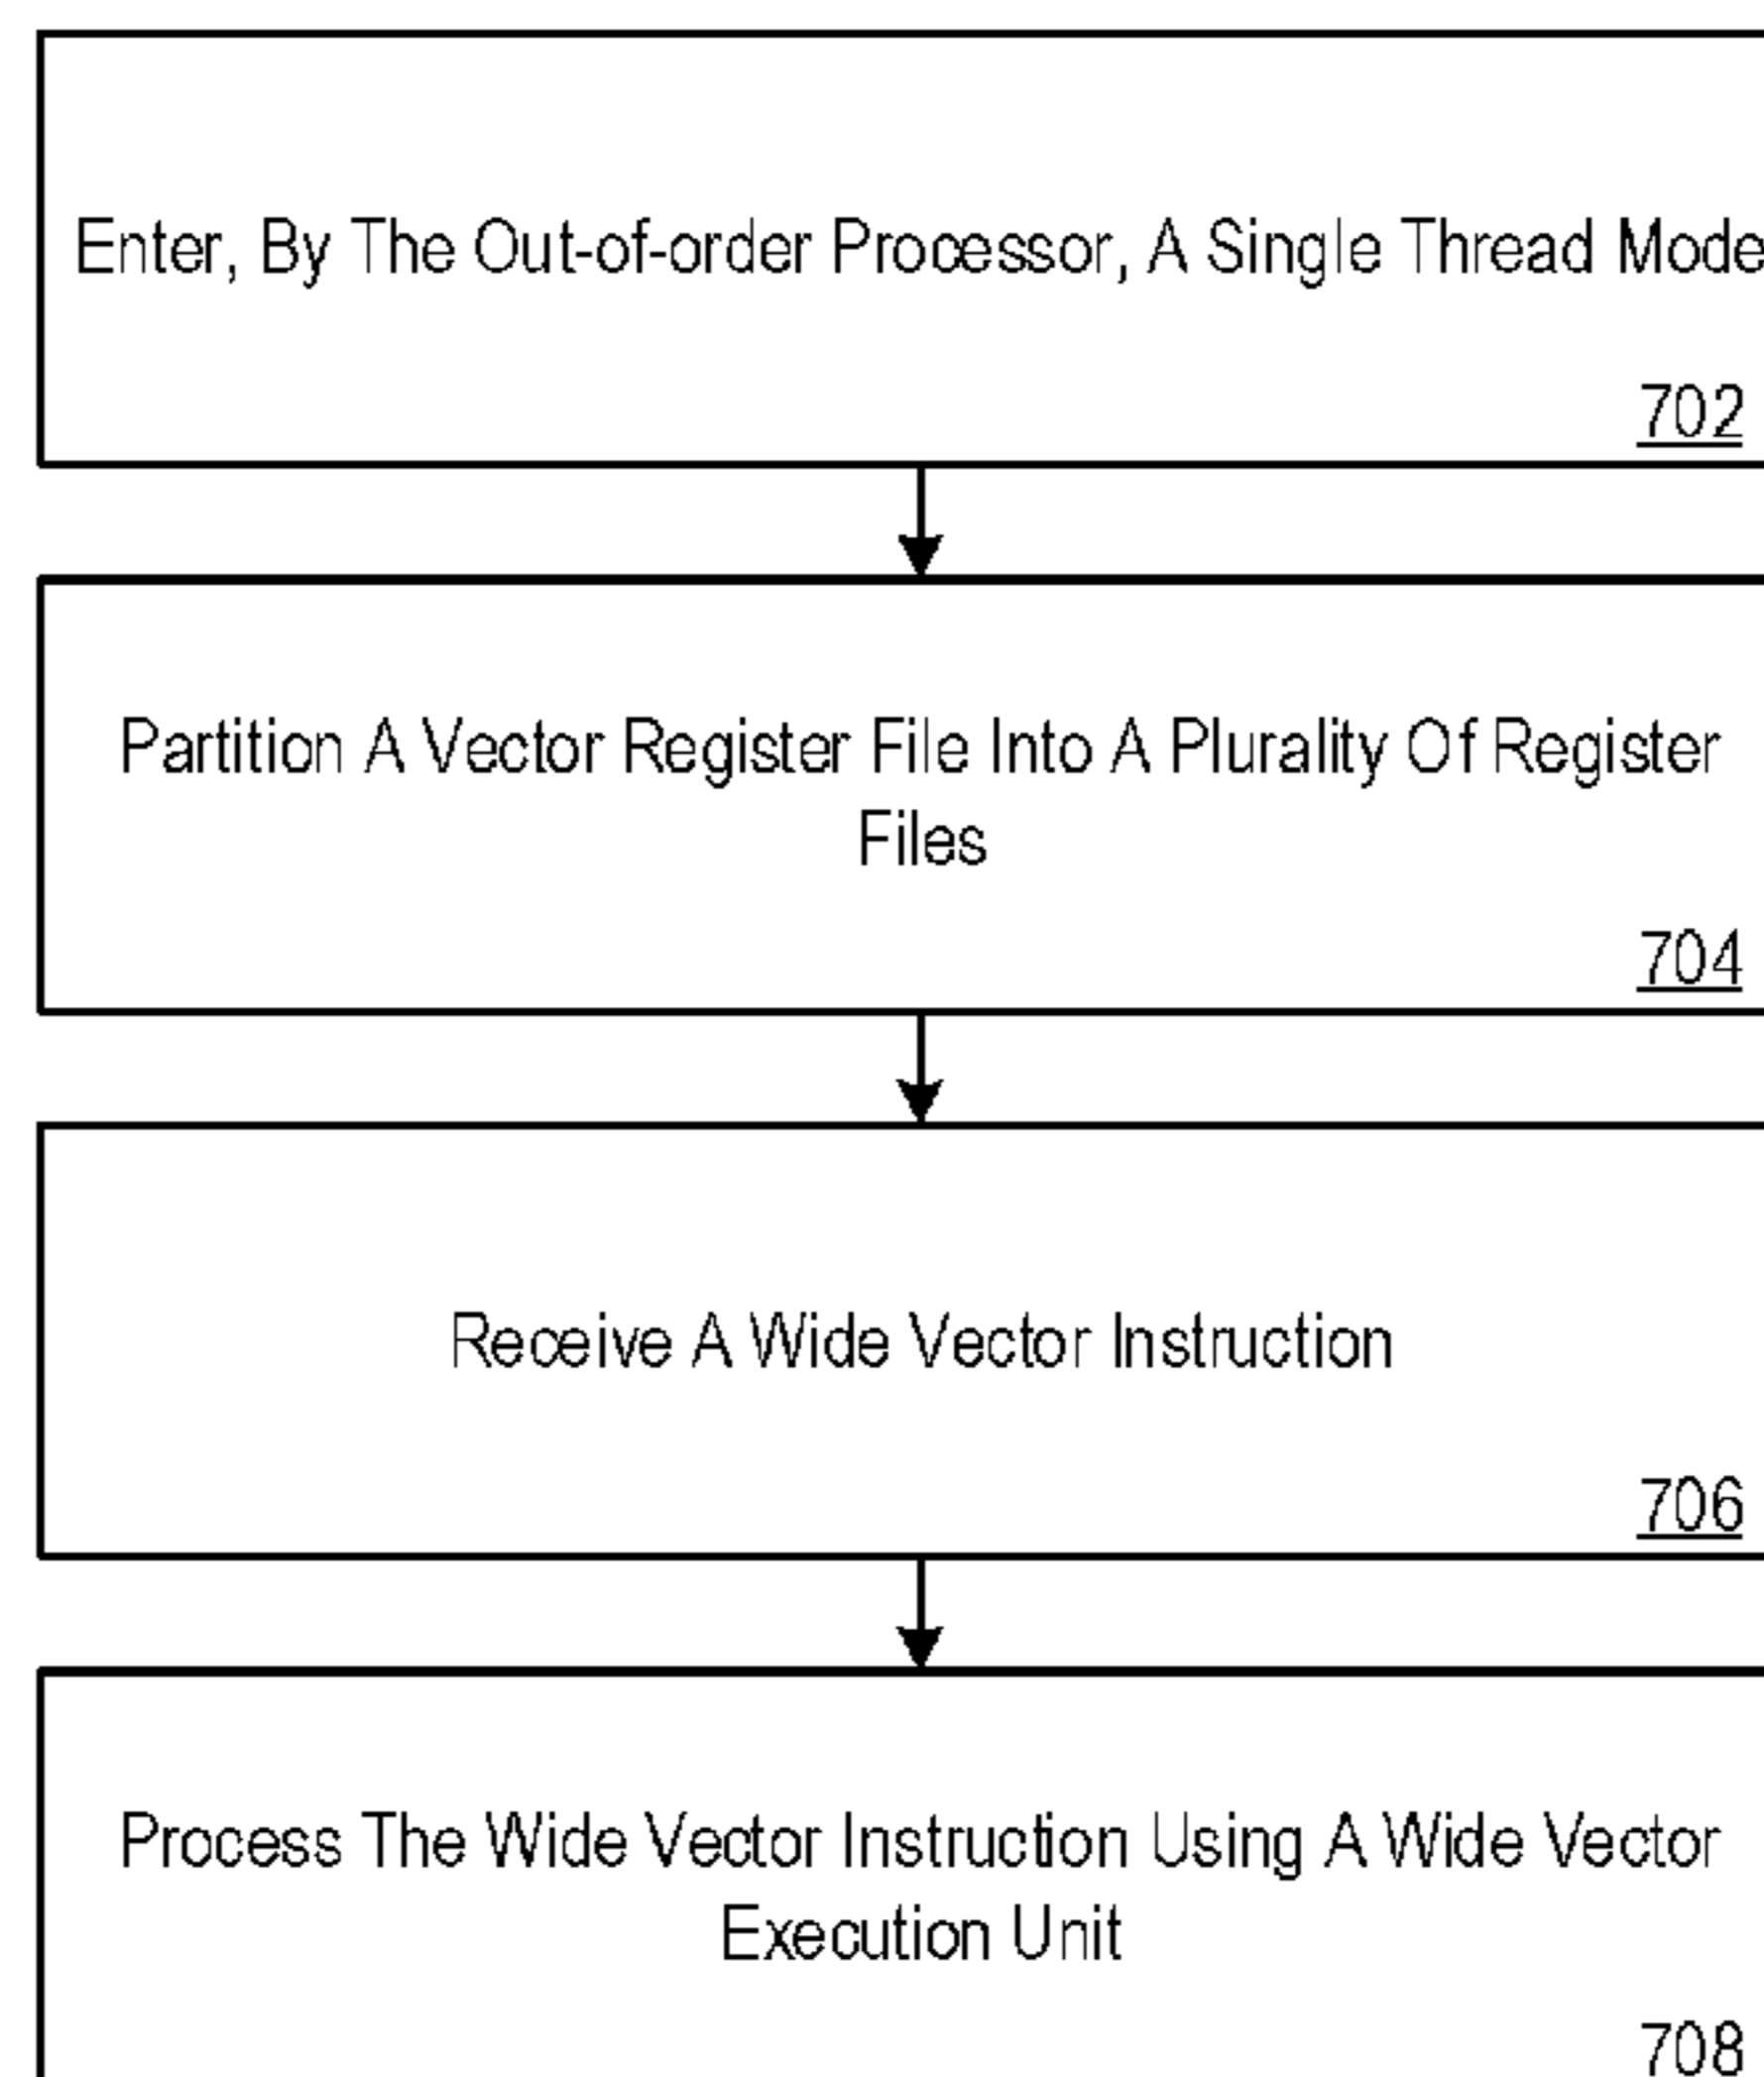 Enter, By The Out-of-order Processor, A Single Thread Mode
702
Partition A Vector Register File Into A Plurality Of Register
Files
704
Receive A Wide Vector Instruction
706
Process The Wide Vector Instruction Using A Wide Vector
Execution Unit
708